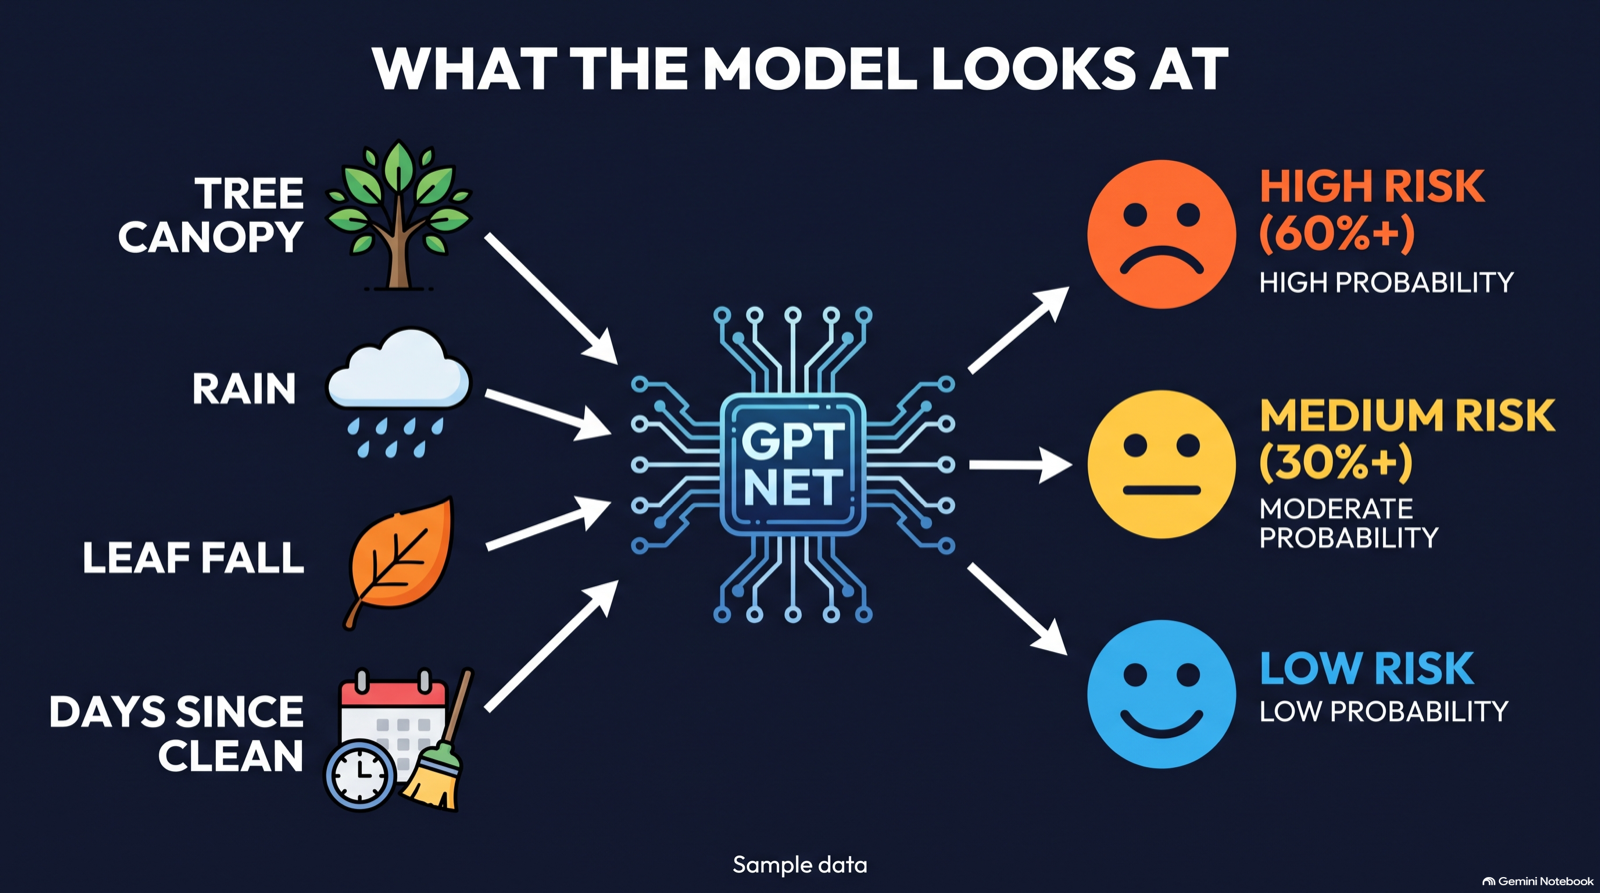 WHAT THE MODEL LOOKS AT
TREE
CANOPY
RAIN
LEAF FALL
DAYS SINCE
CLEAN
GPT
NET
HIGH RISK
(60%+)
HIGH PROBABILITY
MEDIUM RISK
(30%+)
MODERATE
PROBABILITY
LOW RISK
LOW PROBABILITY
Sample data
Gemini Notebook